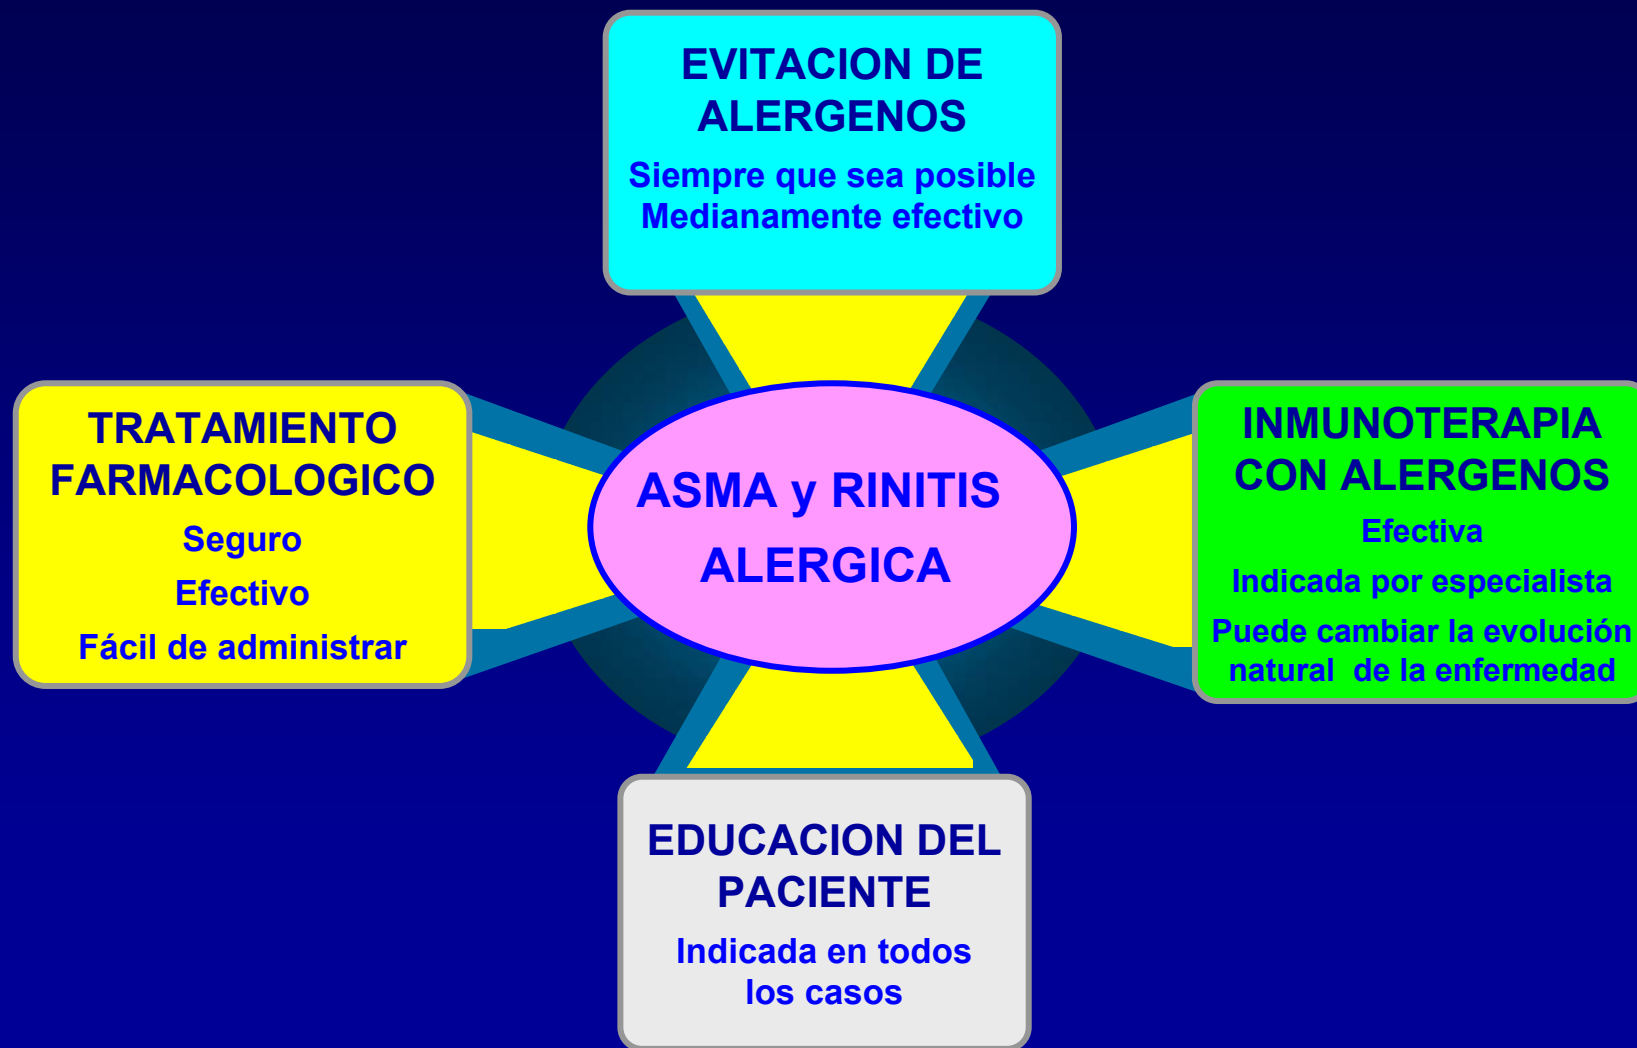 EVITACION DE
ALERGENOS
Siempre que sea posible
Medianamente efectivo
TRATAMIENTO
FARMACOLOGICO
Seguro
Efectivo
Fácil de administrar
ASMA y RINITIS
ALERGICA
INMUNOTERAPIA
CON ALERGENOS
Efectiva
Indicada por especialista
Puede cambiar la evolución
natural de la enfermedad
EDUCACION DEL
PACIENTE
Indicada en todos
los casos